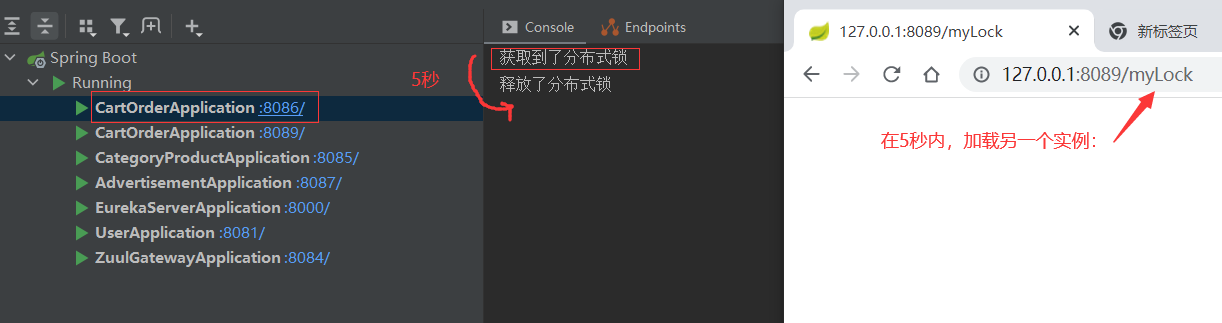 Spring Boot
Running
CartOrderApplication :8086/
CartOrderApplication :8089/
CategoryProductApplication :8085/
AdvertisementApplication :8087/
EurekaServerApplication :8000/
UserApplication :8081/
ZuulGatewayApplication :8084/
5秒
Console
Endpoints
获取到了分布式锁
释放了分布式锁
127.0.0.1:8089/myLock
新标签页
127.0.0.1:8089/myLock
在5秒内，加载另一个实例：